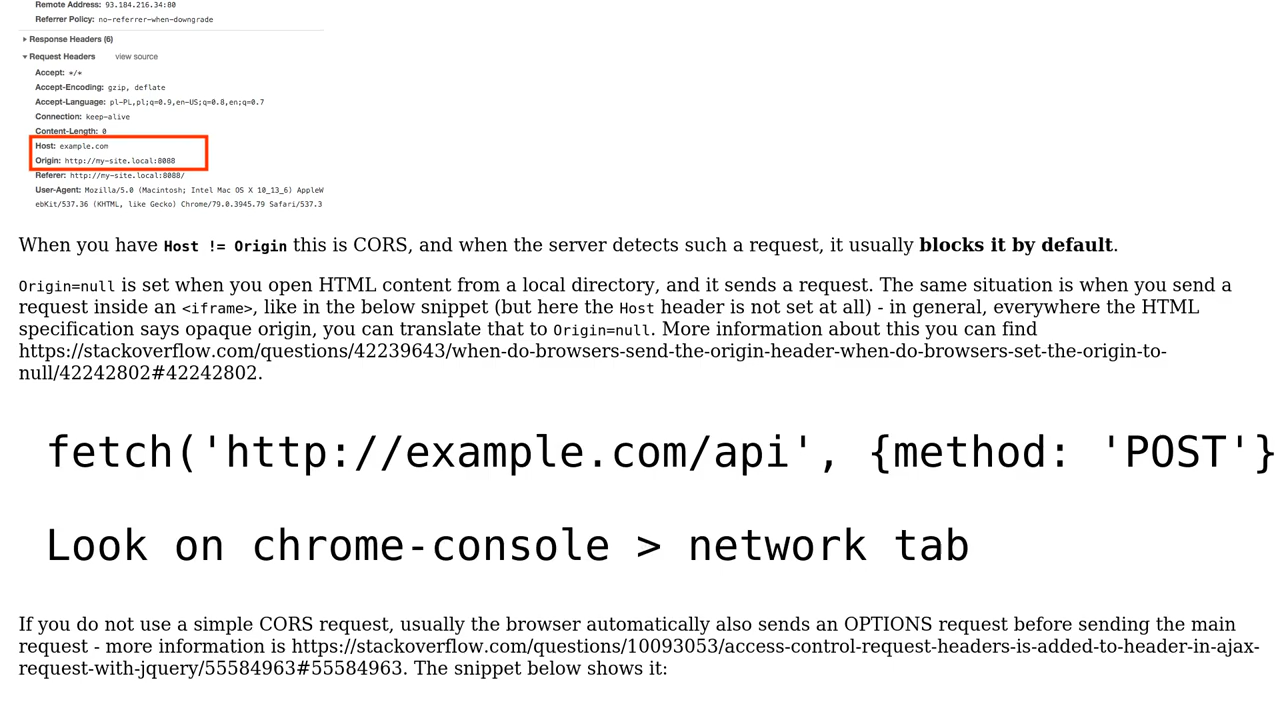 Remote Address: 93.184.216.34:80
Referrer Policy: no-referrer-when-downgrade
Response Headers (6)
Request Headers view source
Accept: */*
Accept-Encoding: gzip, deflate
Accept-Language: pl-PL,pl;q=0.9,en-US;q=0.8,en;q=0.7
Connection: keep-alive
Content-Length: 0
Host: example.com
Origin: http://my-site.local:8088
Referer: http://my-site.local:8088/
User-Agent: Mozilla/5.0 (Macintosh; Intel Mac OS X 10_13_6) AppleW
ebKit/537.36 (KHTML, like Gecko) Chrome/79.0.3945.79 Safari/537.3
When you have Host != Origin this is CORS, and when the server detects such a request, it usually blocks it by default.
Origin=null is set when you open HTML content from a local directory, and it sends a request. The same situation is when you send a
request inside an <iframe>, like in the below snippet (but here the Host header is not set at all) - in general, everywhere the HTML
specification says opaque origin, you can translate that to Origin=null. More information about this you can find
https://stackoverflow.com/questions/42239643/when-do-browsers-send-the-origin-header-when-do-browsers-set-the-origin-to-
null/42242802#42242802.
fetch('http://example.com/api', {method: 'POST'}
Look on chrome-console > network tab
If you do not use a simple CORS request, usually the browser automatically also sends an OPTIONS request before sending the main
request - more information is https://stackoverflow.com/questions/10093053/access-control-request-headers-is-added-to-header-in-ajax-
request-with-jquery/55584963#55584963. The snippet below shows it: